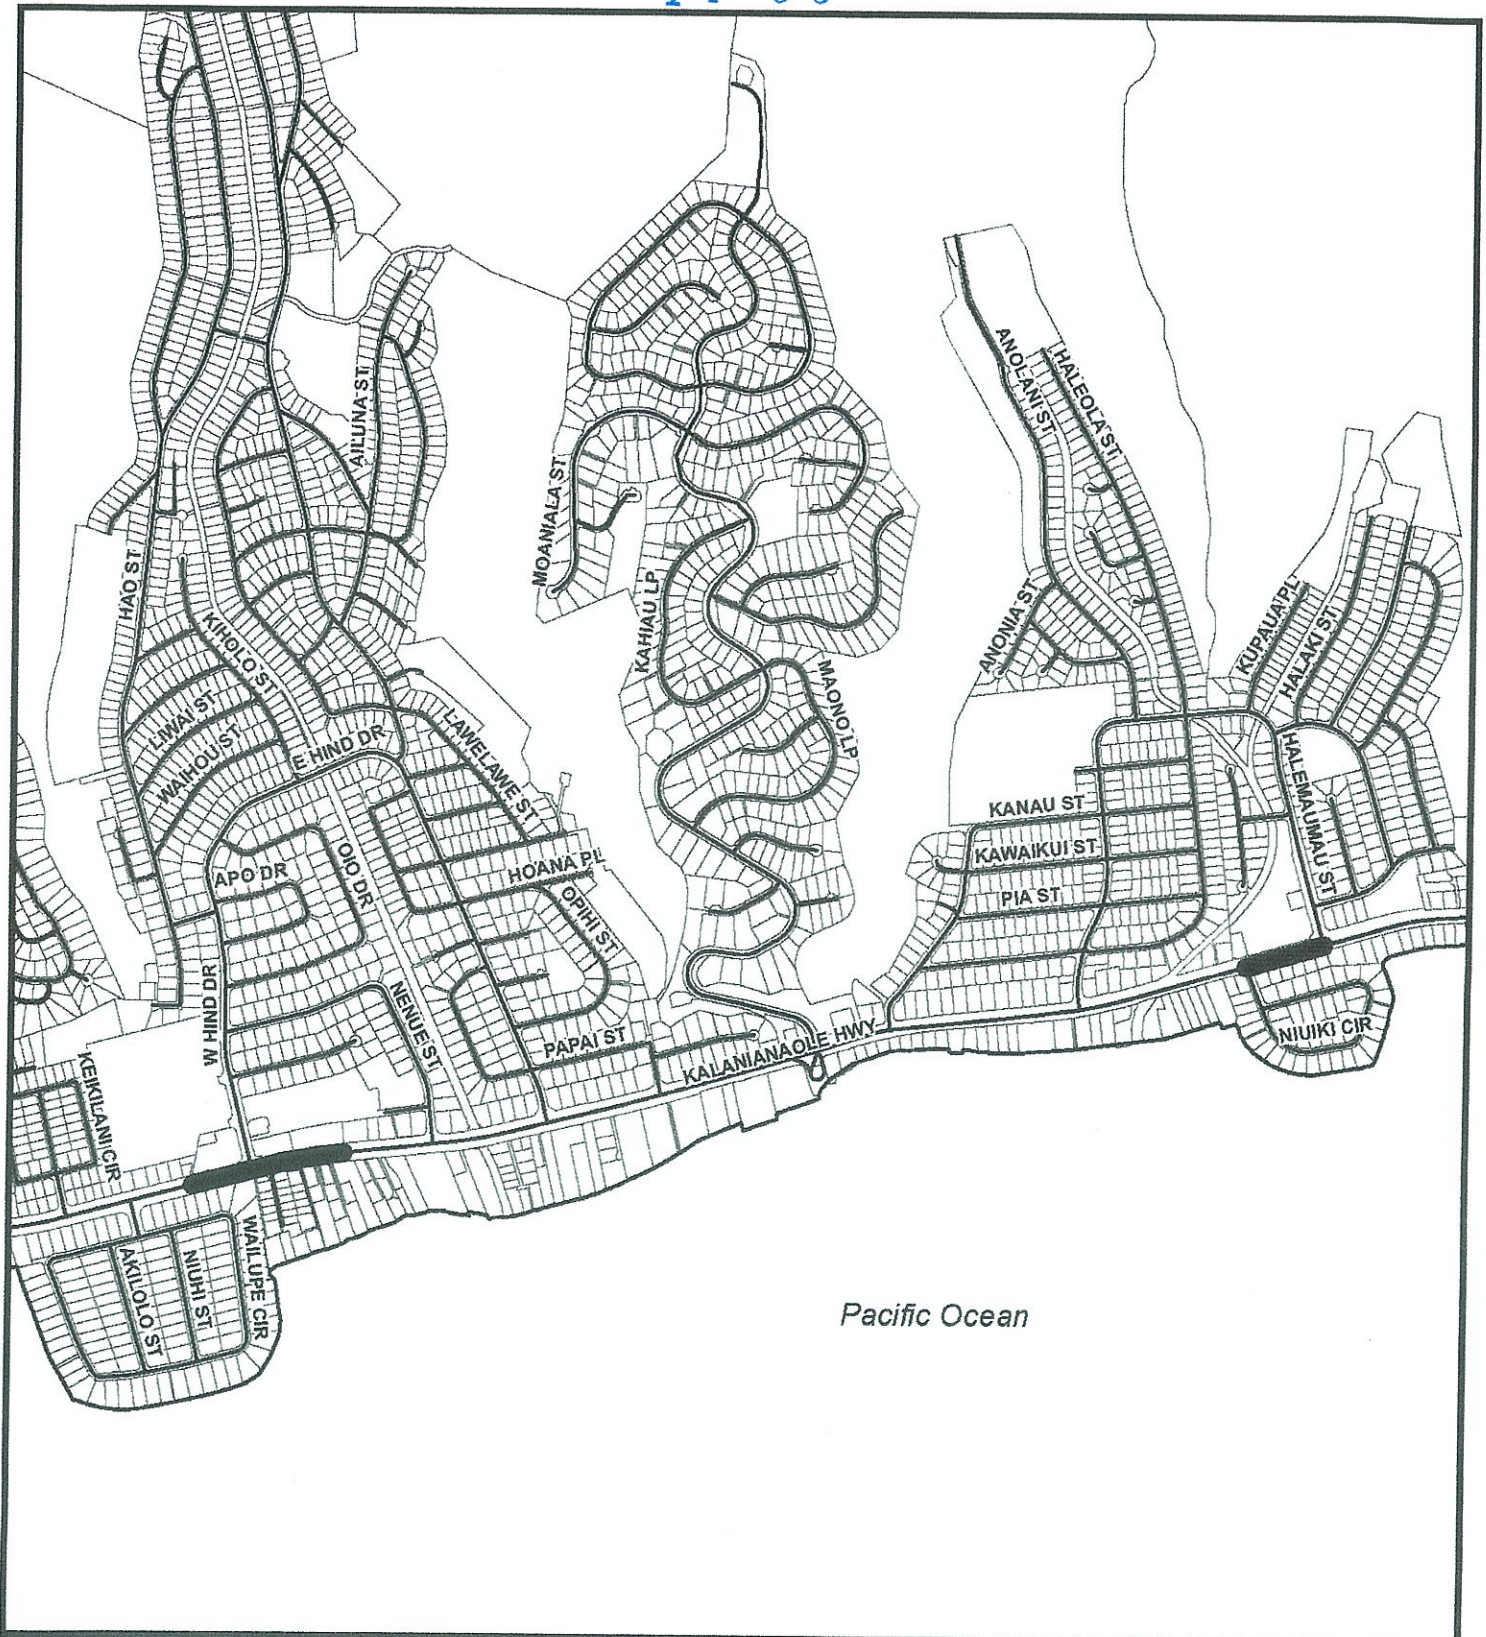 ANOLANI ST
HALEOLA ST
AILUNA ST
MOANIALA ST
HAO ST
KAHIAU LP
ANONIA ST
KUPAUA PL
HALAKI ST
KIHOLO ST
LIWAI ST
WAIHOU ST
E HIND DR
LAWELAWE ST
MAONO LP
HALEMAUMAU ST
KANAU ST
KAWAIKUI ST
PIA ST
APO DR
OIO DR
HOANA PL
OPIHI ST
W HIND DR
NENUE ST
PAPAI ST
KALANIANAOLE HWY
NIUIKI CIR
KEIKILANI CIR
WAILUPE CIR
AKILOLO ST
NIUHI ST
Pacific Ocean